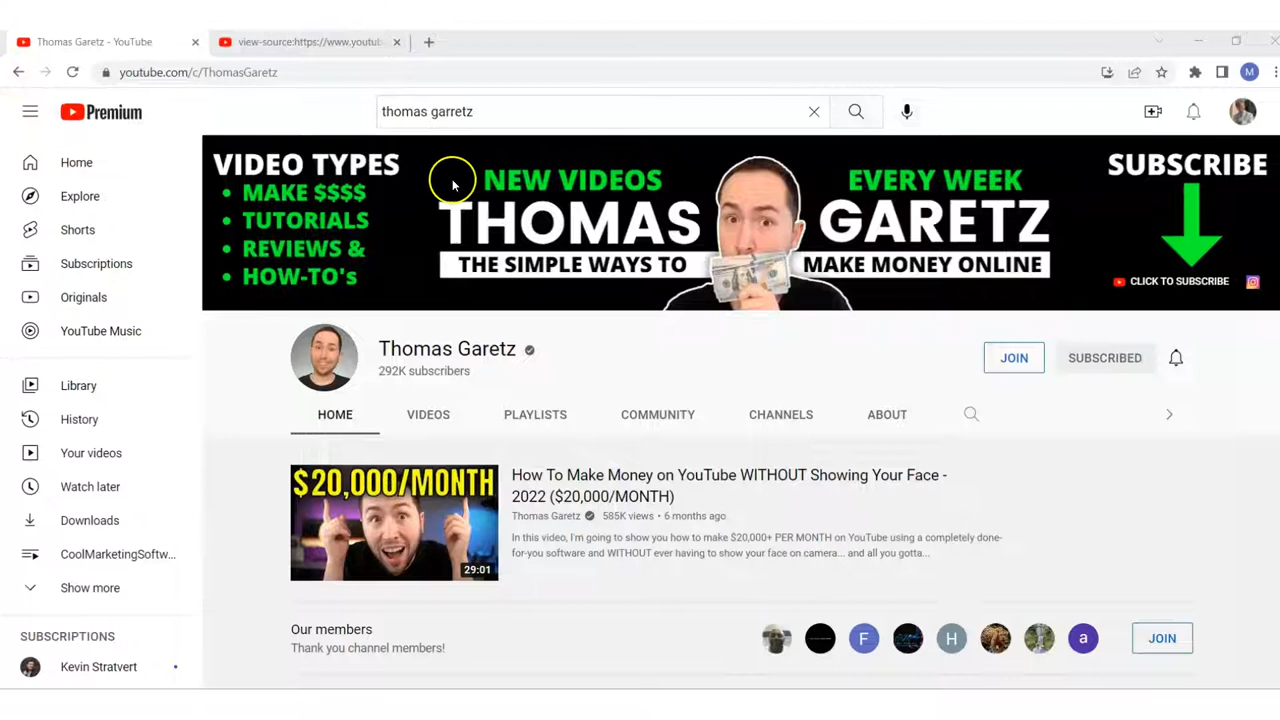 Thomas Garetz - YouTube
view-source:https://www.youtub
youtube.com/c/ThomasGaretz
M
Premium
thomas garretz
Home
Explore
Shorts
Subscriptions
Originals
YouTube Music
Library
History
Your videos
Watch later
Downloads
CoolMarketingSoftw...
Show more
SUBSCRIPTIONS
Kevin Stratvert
VIDEO TYPES
• MAKE $$$$
• TUTORIALS
• REVIEWS &
• HOW-TO's
NEW VIDEOS EVERY WEEK
THOMAS GARETZ
THE SIMPLE WAYS TO MAKE MONEY ONLINE
SUBSCRIBE
CLICK TO SUBSCRIBE
Thomas Garetz
292K subscribers
JOIN
SUBSCRIBED
HOME VIDEOS PLAYLISTS COMMUNITY CHANNELS ABOUT
$20,000/MONTH
29:01
How To Make Money on YouTube WITHOUT Showing Your Face -
2022 ($20,000/MONTH)
Thomas Garetz 585K views • 6 months ago
In this video, I'm going to show you how to make $20,000+ PER MONTH on YouTube using a completely done-
for-you software and WITHOUT ever having to show your face on camera... and all you gotta...
Our members
Thank you channel members!
F
H
a
JOIN